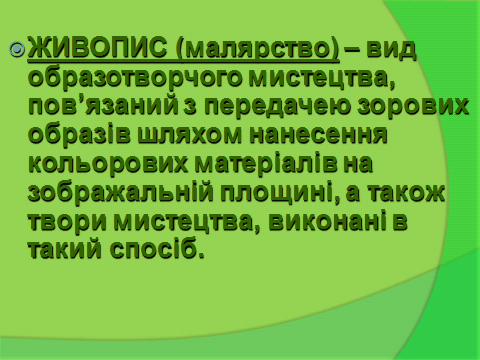 ЖИВОПИС (малярство) – вид
образотворчого мистецтва,
пов’язаний з передачею зорових
образів шляхом нанесення
кольорових матеріалів на
зображальній площині, а також
твори мистецтва, виконані в
такий спосіб.